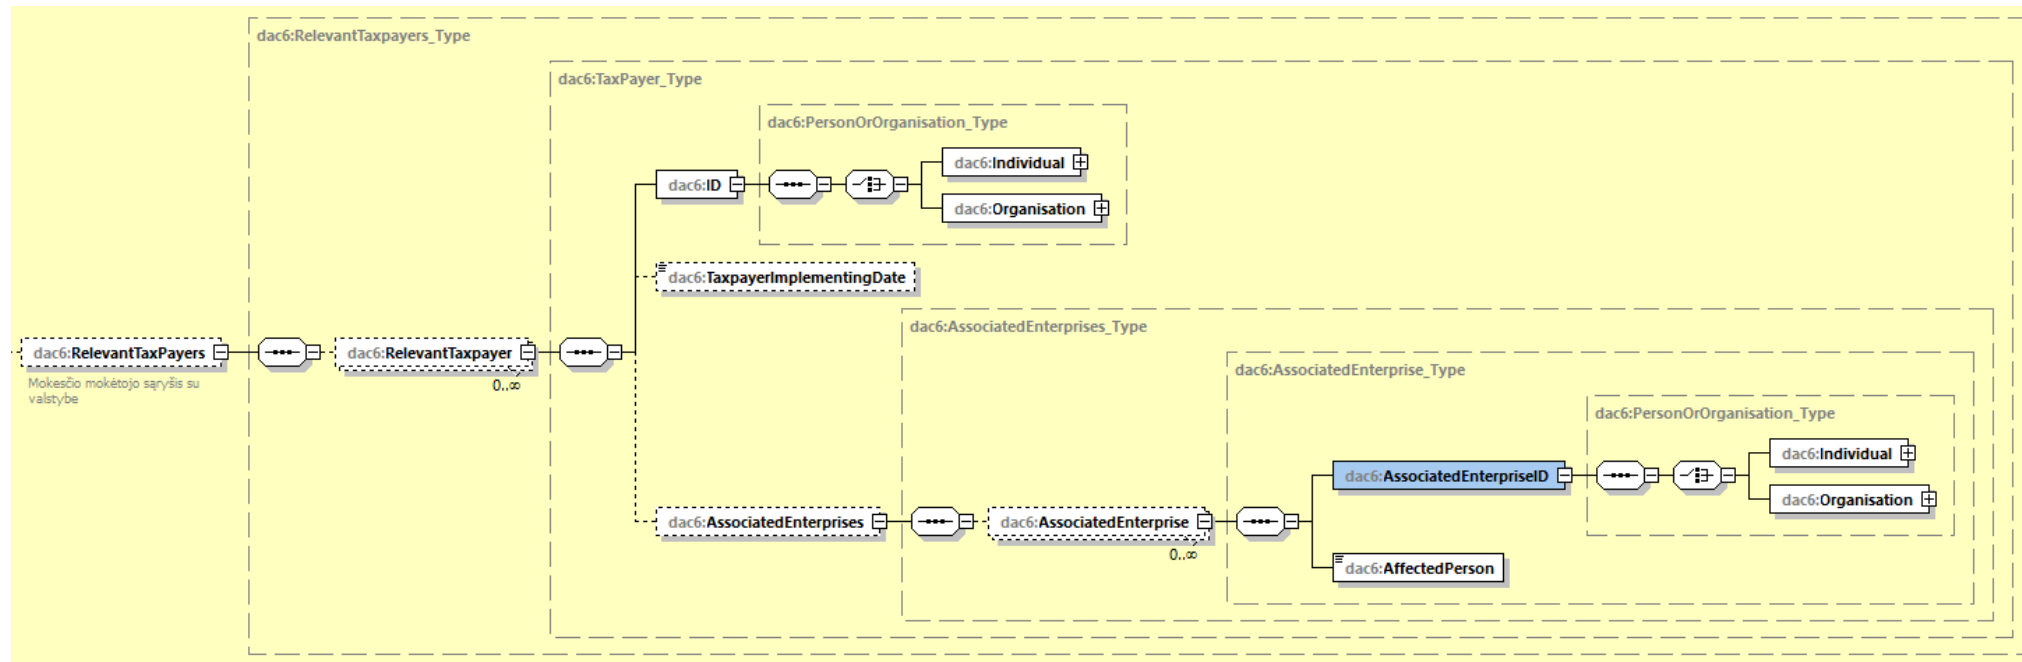 dac6:RelevantTaxpayers_Type
dac6:TaxPayer_Type
dac6:PersonOrOrganisation_Type
dac6:Individual
dac6:ID
dac6:Organisation
dac6:TaxpayerImplementingDate
dac6:AssociatedEnterprises_Type
dac6:RelevantTaxPayers
dac6:RelevantTaxpayer
Mokesčio mokėtojo sąryšis su
valstybe
0..∞
dac6:AssociatedEnterprise_Type
dac6:PersonOrOrganisation_Type
dac6:Individual
dac6:AssociatedEnterpriseID
dac6:Organisation
dac6:AssociatedEnterprises
dac6:AssociatedEnterprise
0..∞
dac6:AffectedPerson